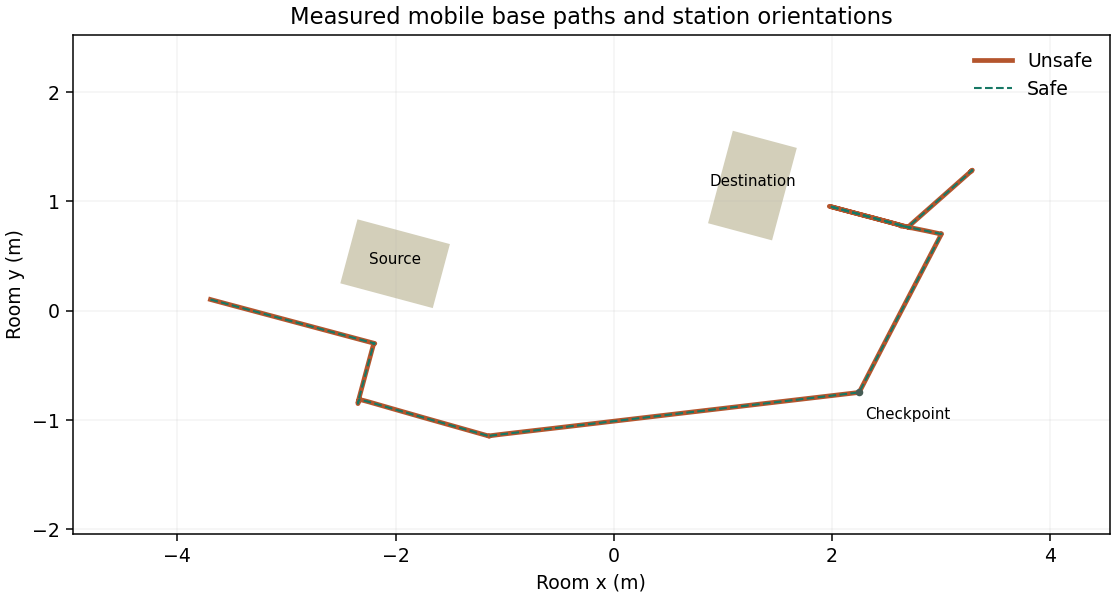 Measured mobile base paths and station orientations
Unsafe
Safe
Destination
Source
Checkpoint
2
1
0
−1
−2
−4
−2
0
2
4
Room y (m)
Room x (m)